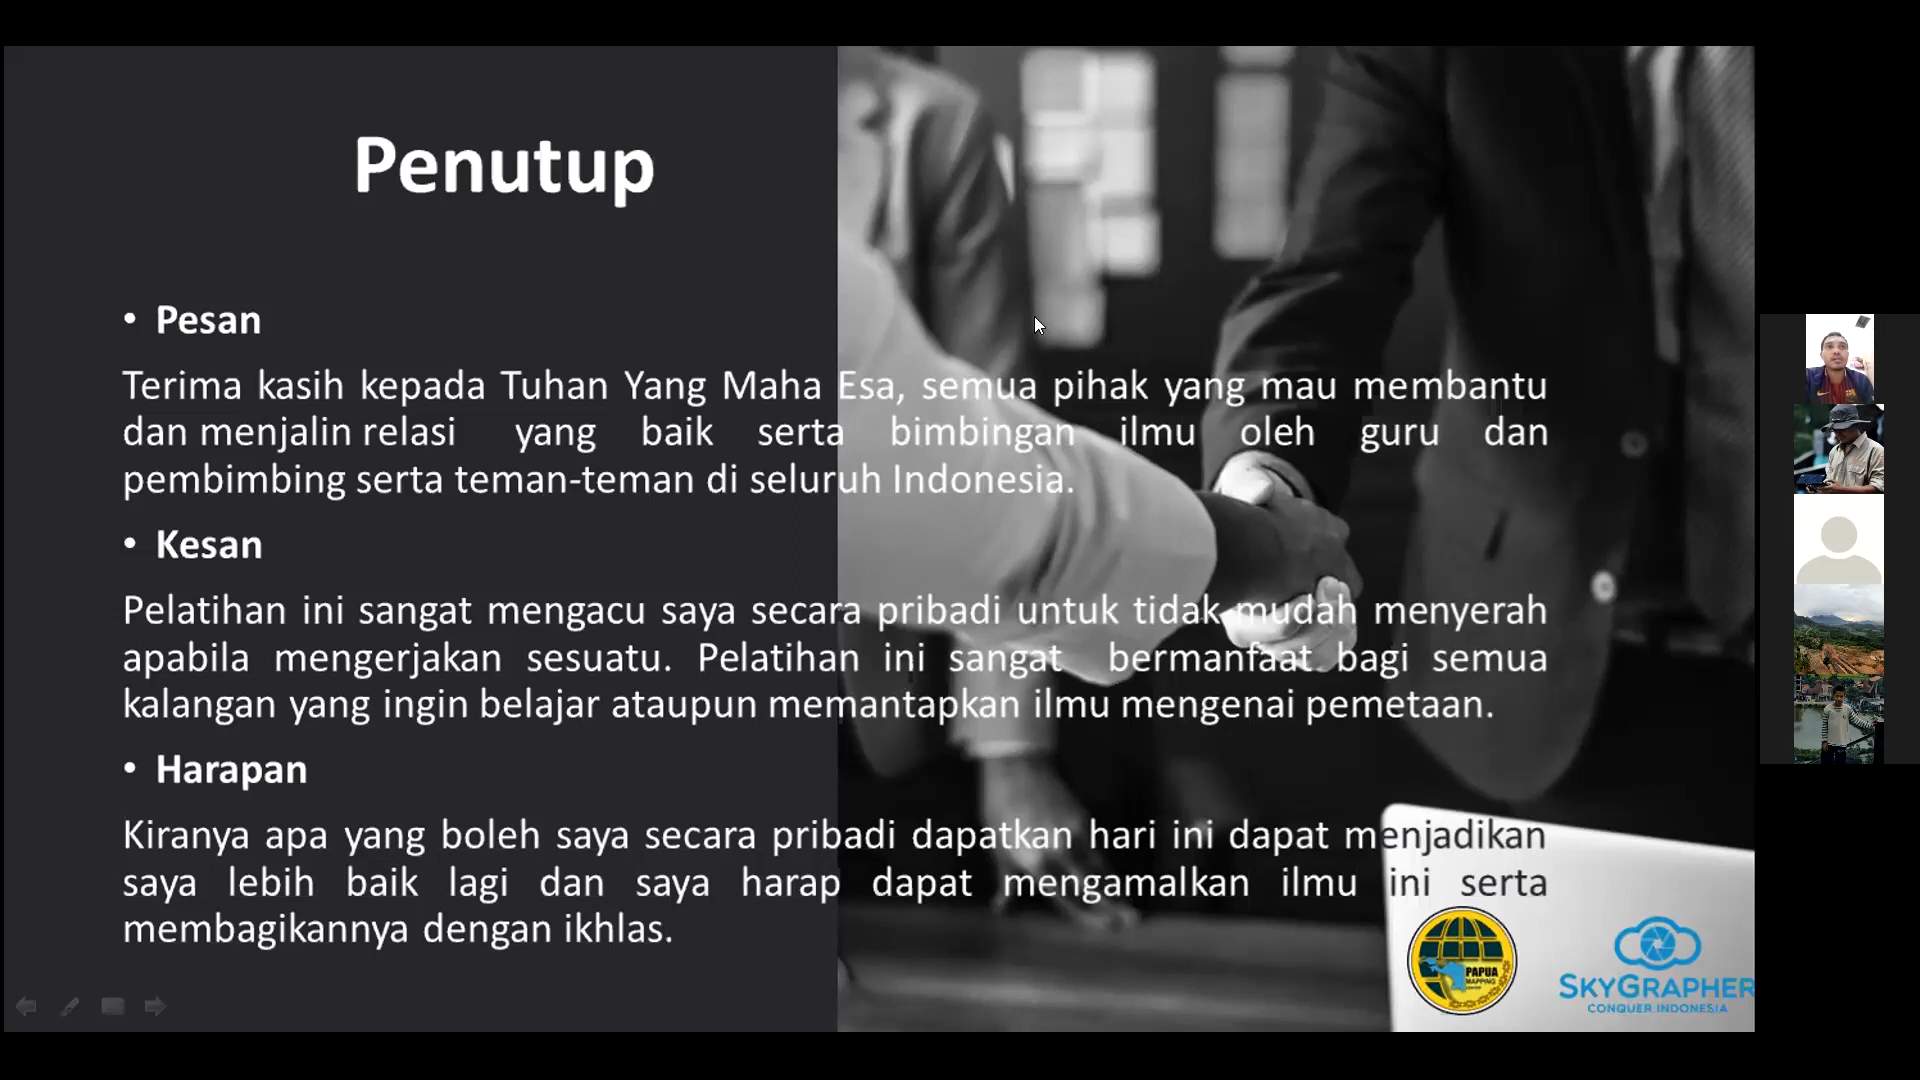 Penutup
• Pesan
Terima kasih kepada Tuhan Yang Maha Esa, semua pihak yang mau membantu
dan menjalin relasi yang baik serta bimbingan ilmu oleh guru dan
pembimbing serta teman-teman di seluruh Indonesia.
• Kesan
Pelatihan ini sangat mengacu saya secara pribadi untuk tidak mudah menyerah
apabila mengerjakan sesuatu. Pelatihan ini sangat bermanfaat bagi semua
kalangan yang ingin belajar ataupun memantapkan ilmu mengenai pemetaan.
• Harapan
Kiranya apa yang boleh saya secara pribadi dapatkan hari ini dapat menjadikan
saya lebih baik lagi dan saya harap dapat mengamalkan ilmu ini serta
membagikannya dengan ikhlas.
PAPUA
MAPPING
SKYGRAPHER
CONQUER INDONESIA